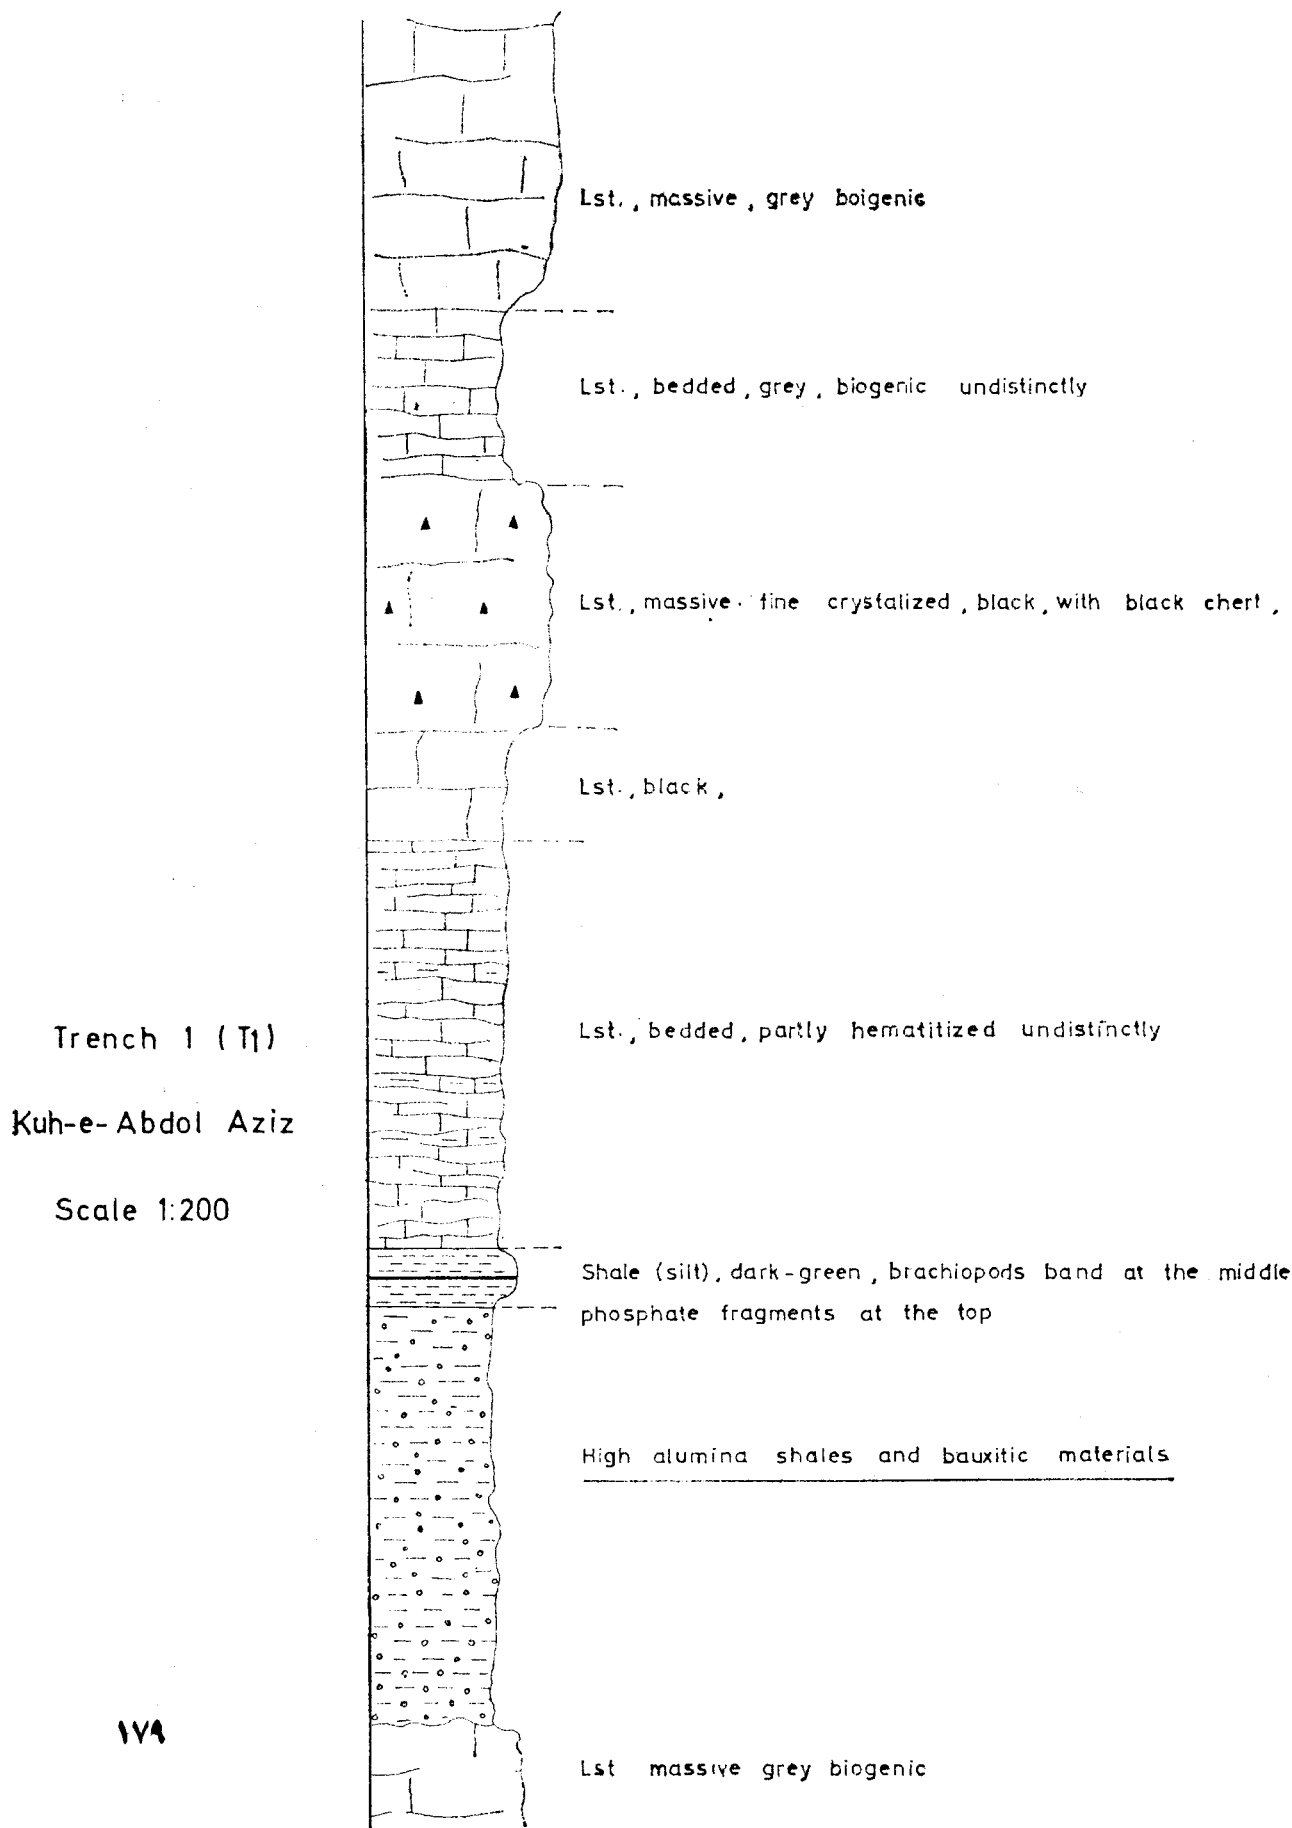 Lst., massive, grey boigenic
Lst., bedded, grey, biogenic undistinctly
Lst., massive. fine crystalized, black, with black chert,
Lst., black,
Lst., bedded, partly hematitized undistinctly
Trench 1 (T1)
Kuh-e-Abdol Aziz
Scale 1:200
Shale (silt), dark-green, brachiopods band at the middle
phosphate fragments at the top
High alumina shales and bauxitic materials
Lst massive grey biogenic
۱۷۹